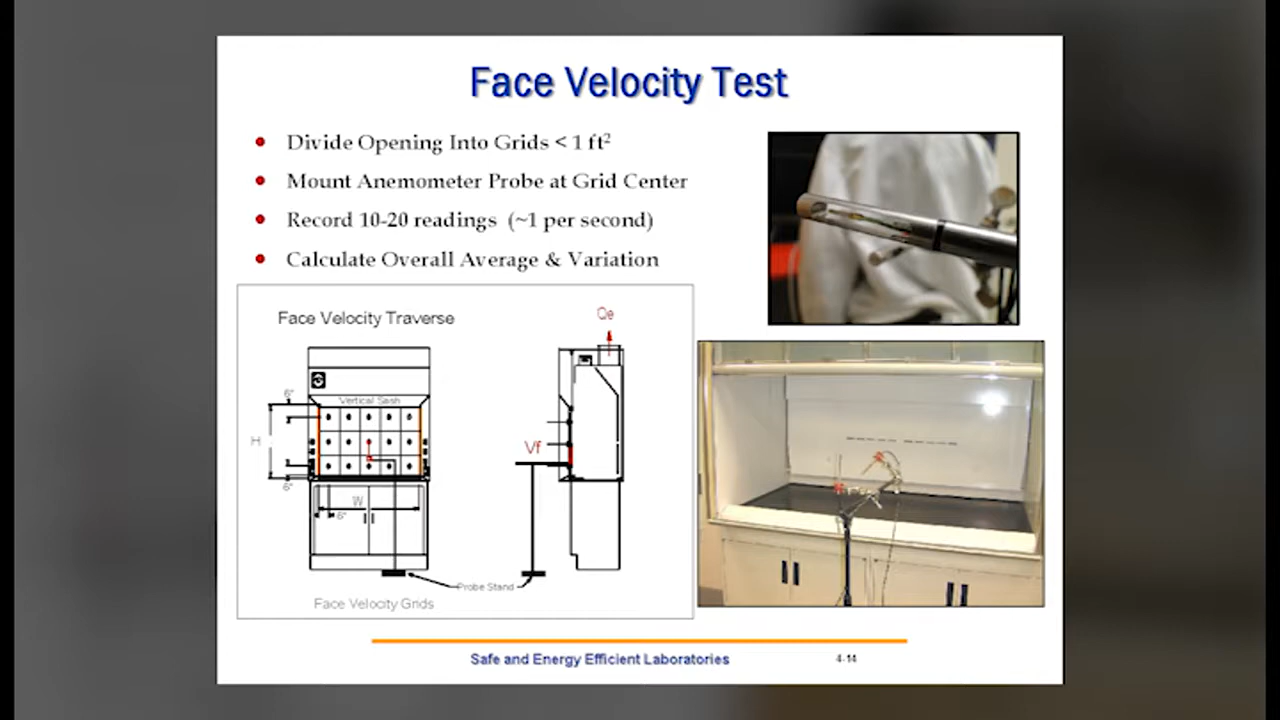 Face Velocity Test
• Divide Opening Into Grids < 1 ft²
• Mount Anemometer Probe at Grid Center
• Record 10-20 readings (~1 per second)
• Calculate Overall Average & Variation
Face Velocity Traverse
Qe
6"
Vertical Sash
H
Vf
6"
W
6"
Probe Stand
Face Velocity Grids
Safe and Energy Efficient Laboratories
4-14